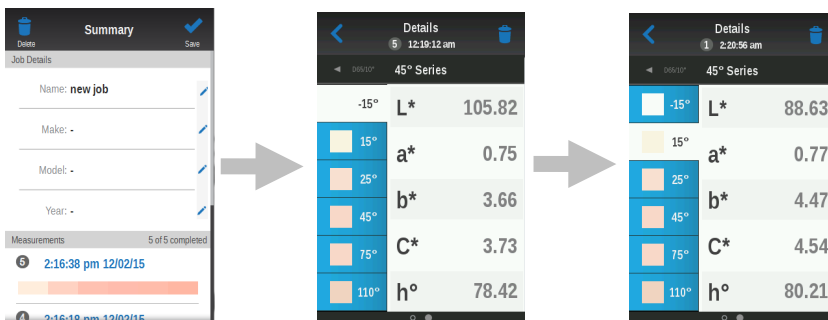 Summary
Delete
Save
Job Details
Name: new job
Make: -
Model: -
Year: -
Measurements 5 of 5 completed
5 2:16:38 pm 12/02/15
4 2:16:18 pm 12/02/15
Details
5 12:19:12 am
◄ D65/10° 45° Series
-15° L* 105.82
15° a* 0.75
25° b* 3.66
45° C* 3.73
75° h° 78.42
110°
Details
1 2:20:56 am
◄ D65/10° 45° Series
-15° L* 88.63
15° a* 0.77
25° b* 4.47
45° C* 4.54
75° h° 80.21
110°